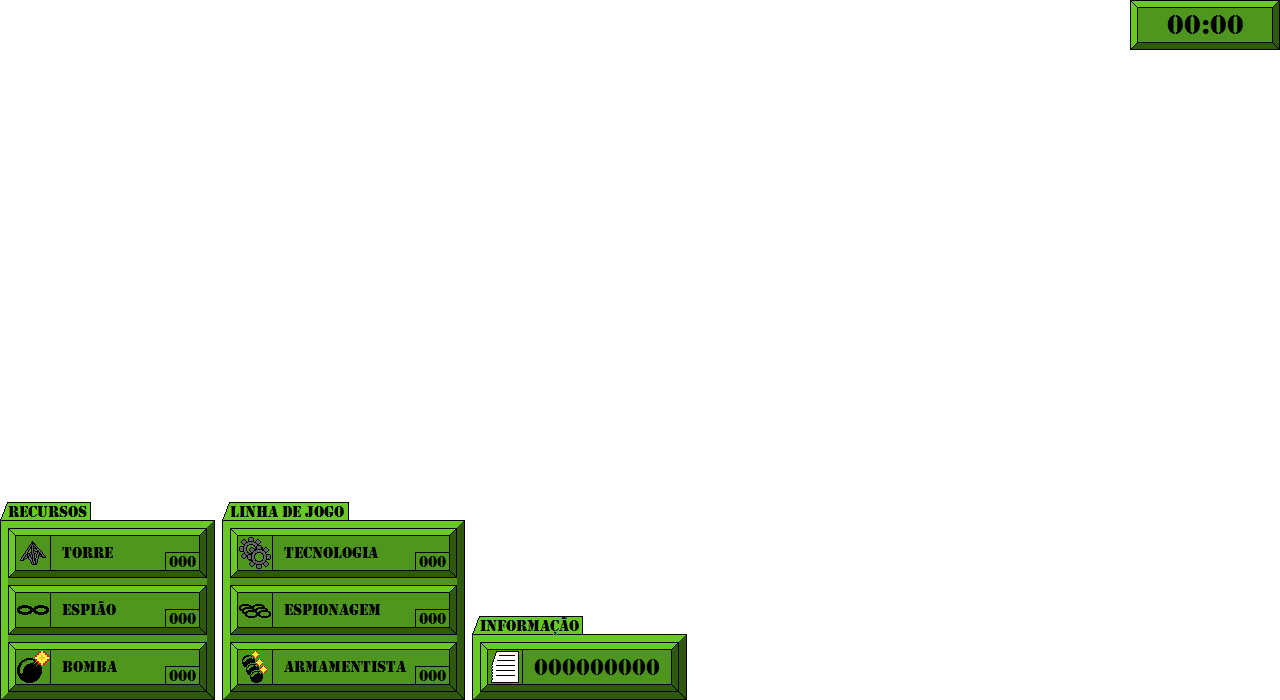 00:00
RECURSOS
TORRE 000
ESPIÃO 000
BOMBA 000
LINHA DE JOGO
TECNOLOGIA 000
ESPIONAGEM 000
ARMAMENTISTA 000
INFORMAÇÃO
000000000